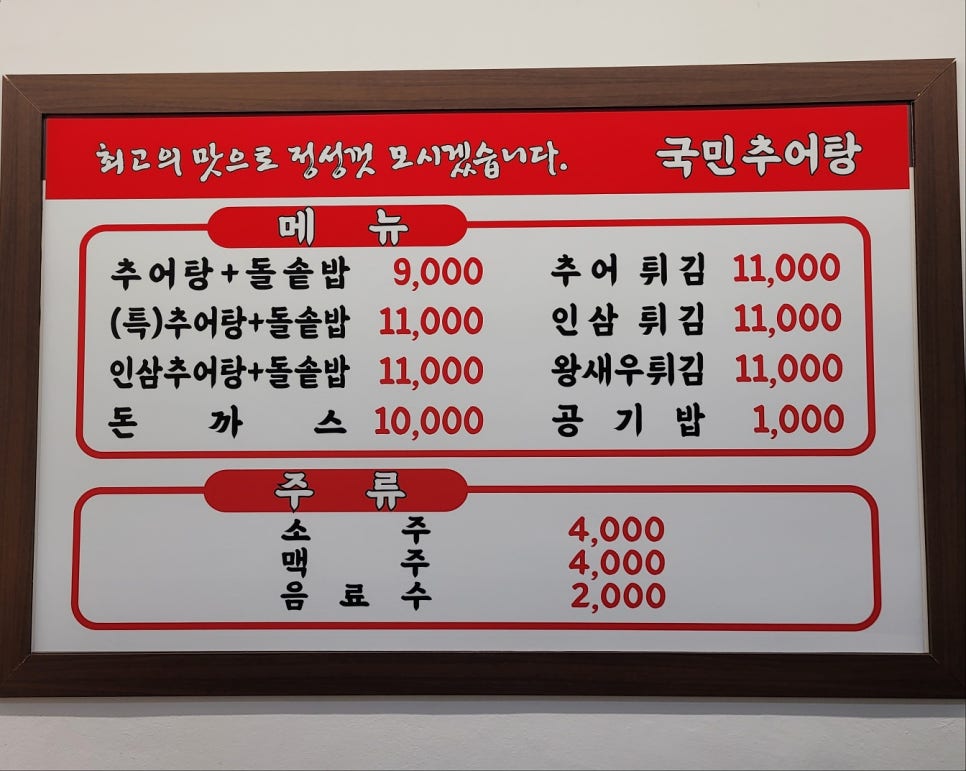 최고의 맛으로 정성껏 모시겠습니다. 국민추어탕
메뉴
추어탕+돌솥밥 9,000
(특)추어탕+돌솥밥 11,000
인삼추어탕+돌솥밥 11,000
돈까스 10,000
추어 튀김 11,000
인삼 튀김 11,000
왕새우튀김 11,000
공기밥 1,000
주류
소주 4,000
맥주 4,000
음료수 2,000